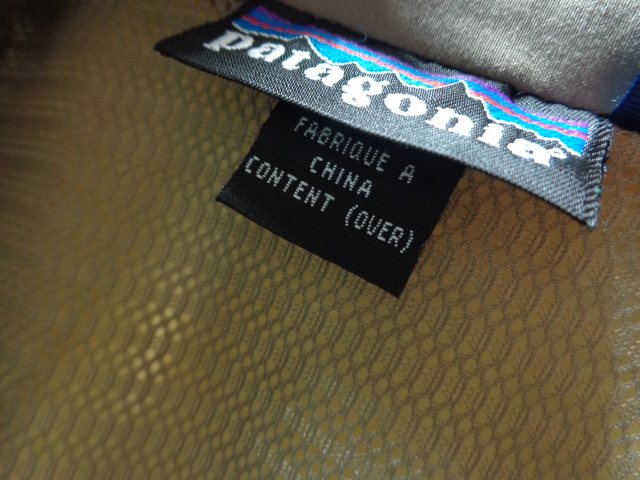 patagonia®
FABRIQUE A
CHINA
CONTENT (OVER)